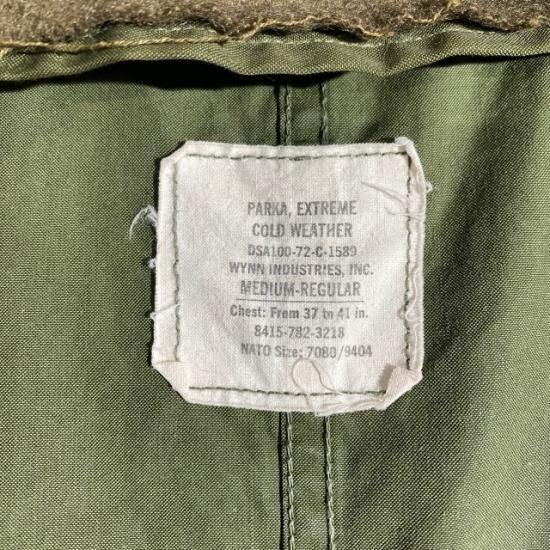 PARKA, EXTREME
COLD WEATHER
DSA100-72-C-1589
WYNN INDUSTRIES, INC.
MEDIUM-REGULAR
Chest: From 37 to 41 in.
8415-782-3218
NATO Size; 7080/9404